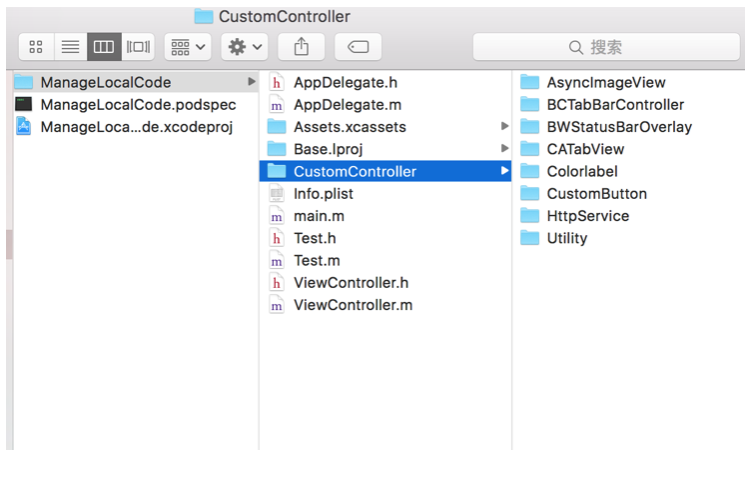 CustomController
搜索
ManageLocalCode
ManageLocalCode.podspec
ManageLoca...de.xcodeproj
h AppDelegate.h
m AppDelegate.m
Assets.xcassets
Base.lproj
CustomController
Info.plist
m main.m
h Test.h
m Test.m
h ViewController.h
m ViewController.m
AsyncImageView
BCTabBarController
BWStatusBarOverlay
CATabView
Colorlabel
CustomButton
HttpService
Utility